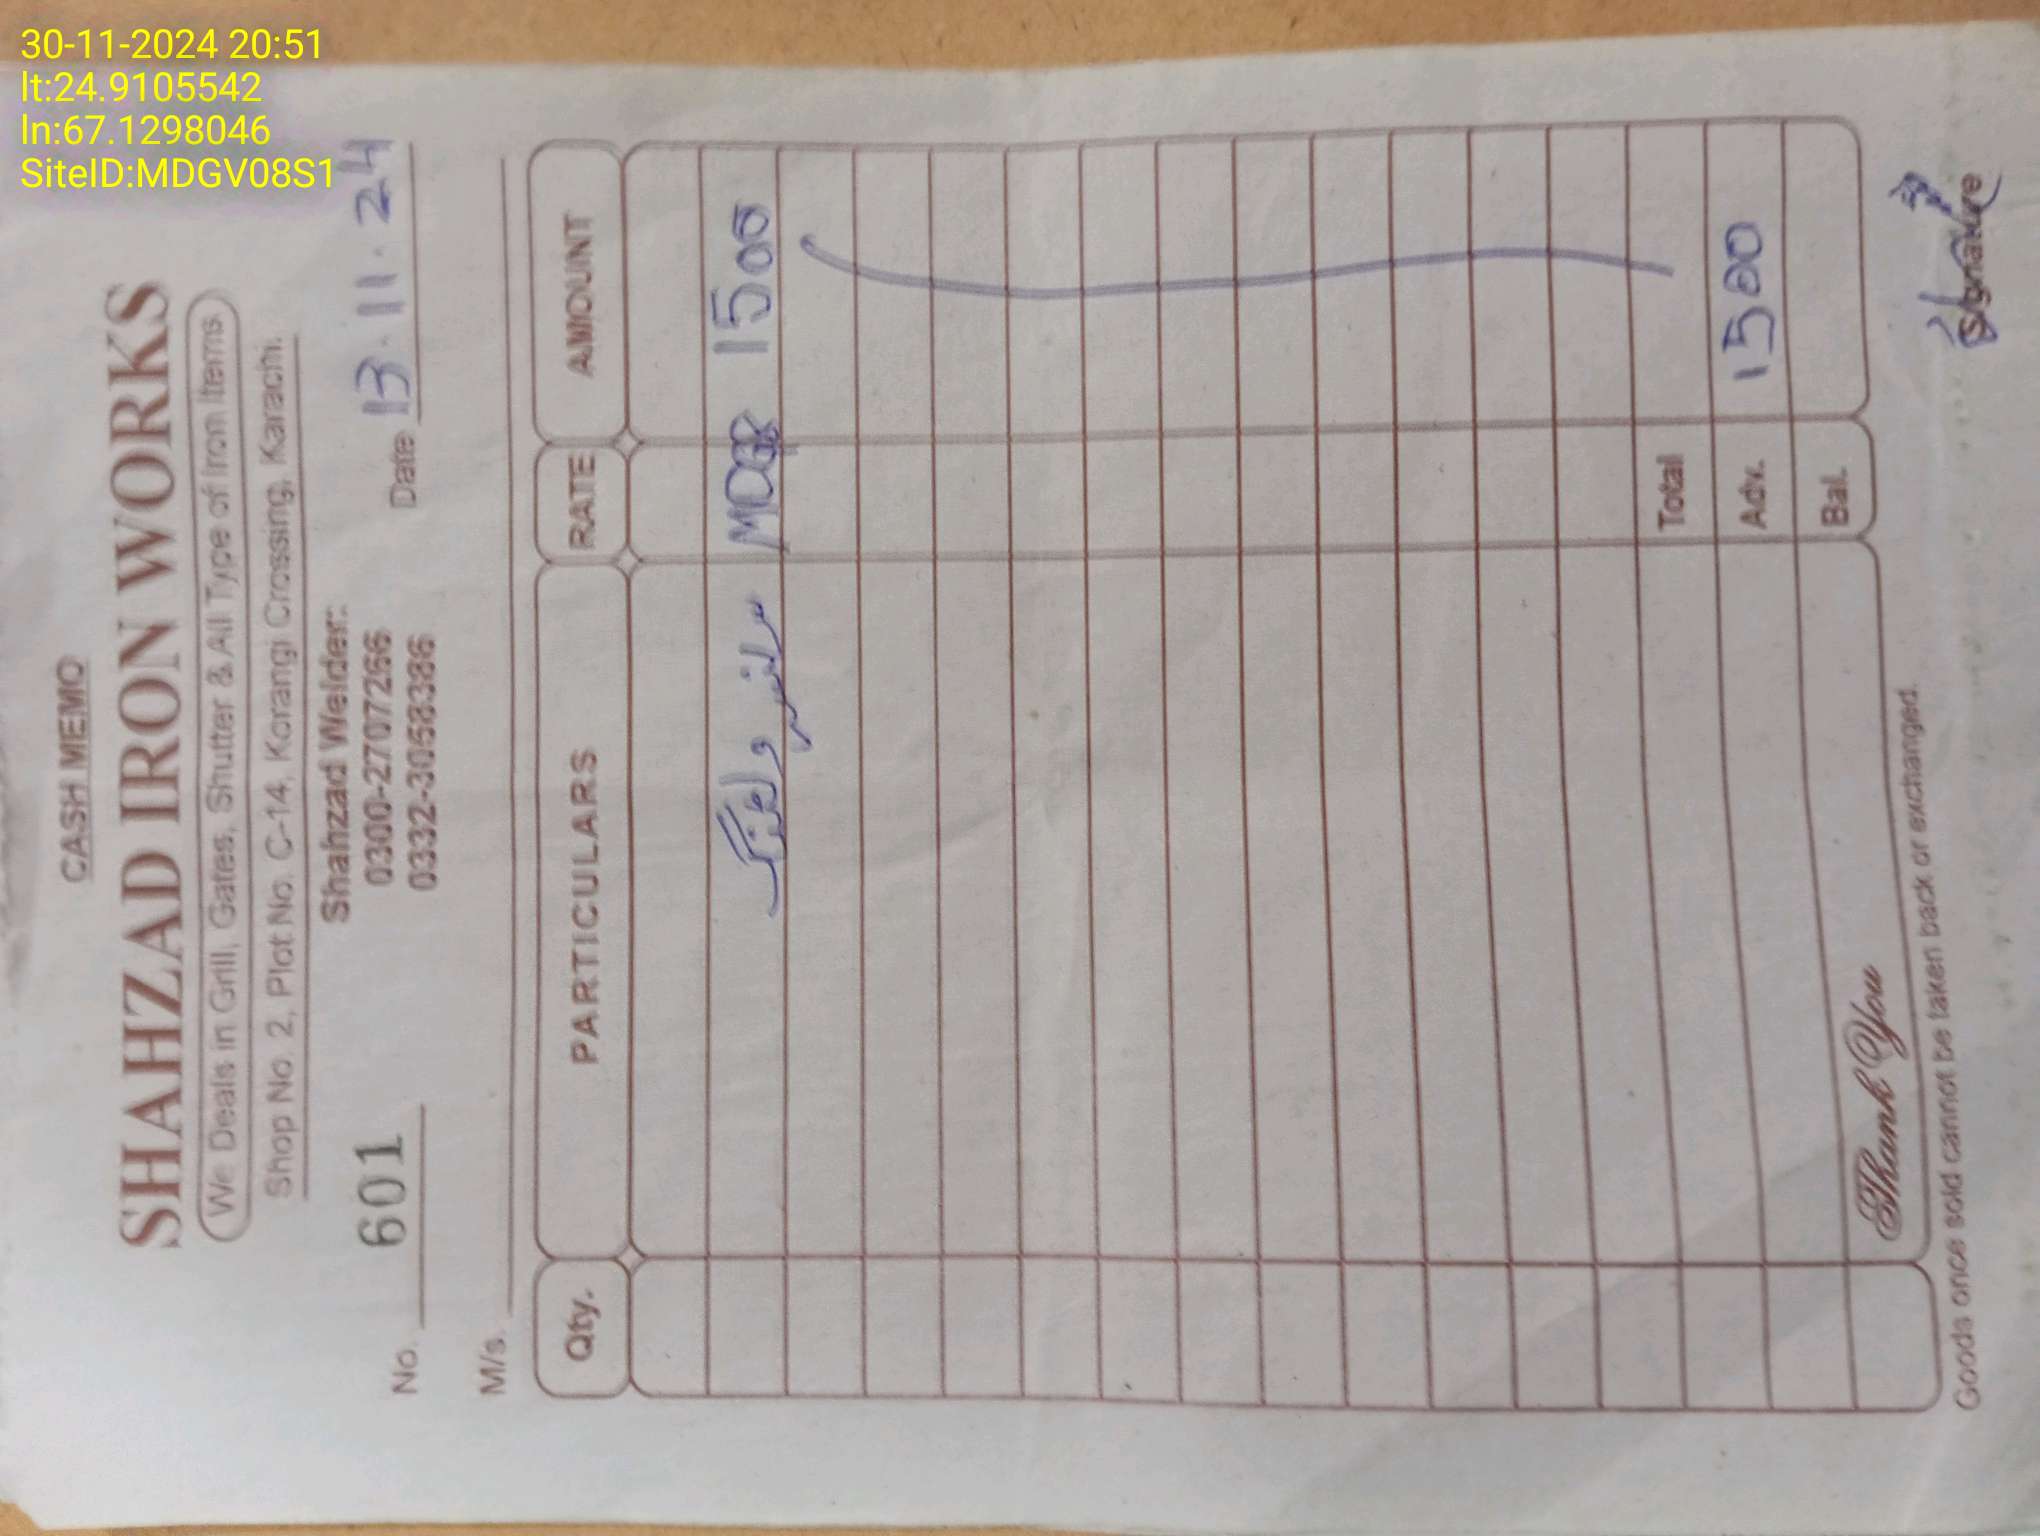 30-11-2024 20:51
lt:24.9105542
ln:67.1298046
SiteID:MDGV08S1
CASH MEMO
SHAHZAD IRON WORKS
We Deals in Grill, Gates, Shutter & All Type of Iron Items.
Shop No. 2, Plot No. C-14, Korangi Crossing, Karachi.
Shahzad Welder:
0300-2707266
0332-3058386
No. 601 Date 13.11.24
M/s.
Qty. PARTICULARS RATE AMOUNT
ویلڈنگ 1500
Total
Adv. 1500
Bal.
Thank You
Signature
Goods once sold cannot be taken back or exchanged.